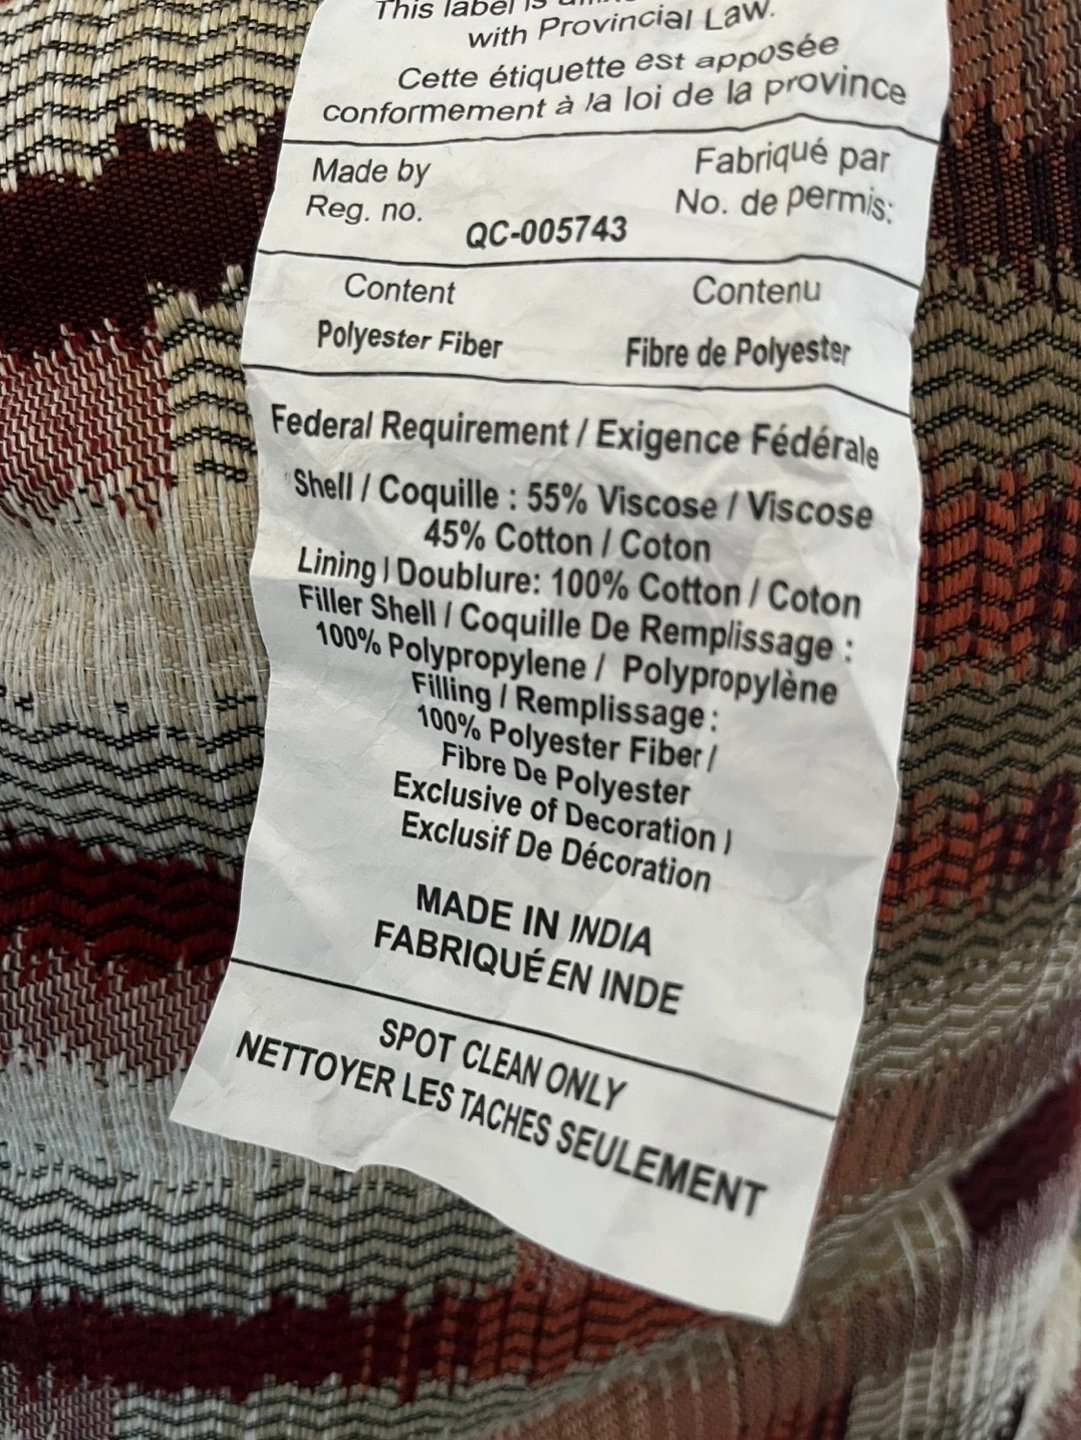 This label is
with Provincial Law.
Cette étiquette est apposée
conformement à la loi de la province
Made by
Reg. no.
Fabriqué par
No. de permis:
QC-005743
Content
Contenu
Polyester Fiber
Fibre de Polyester
Federal Requirement / Exigence Fédérale
Shell / Coquille : 55% Viscose / Viscose
45% Cotton / Coton
Lining / Doublure: 100% Cotton / Coton
Filler Shell / Coquille De Remplissage :
100% Polypropylene / Polypropylène
Filling / Remplissage :
100% Polyester Fiber /
Fibre De Polyester
Exclusive of Decoration /
Exclusif De Décoration
MADE IN INDIA
FABRIQUÉ EN INDE
SPOT CLEAN ONLY
NETTOYER LES TACHES SEULEMENT